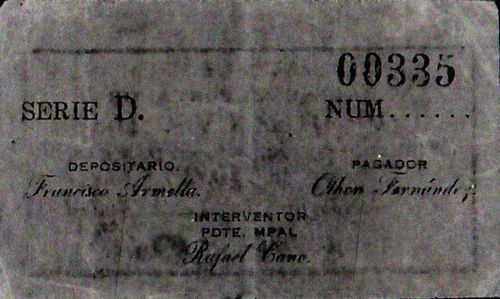 00335
SERIE D. NUM......
DEPOSITARIO. PAGADOR
Francisco Armella. Othon Fernández
INTERVENTOR
PDTE. MPAL
Rafael Cano.